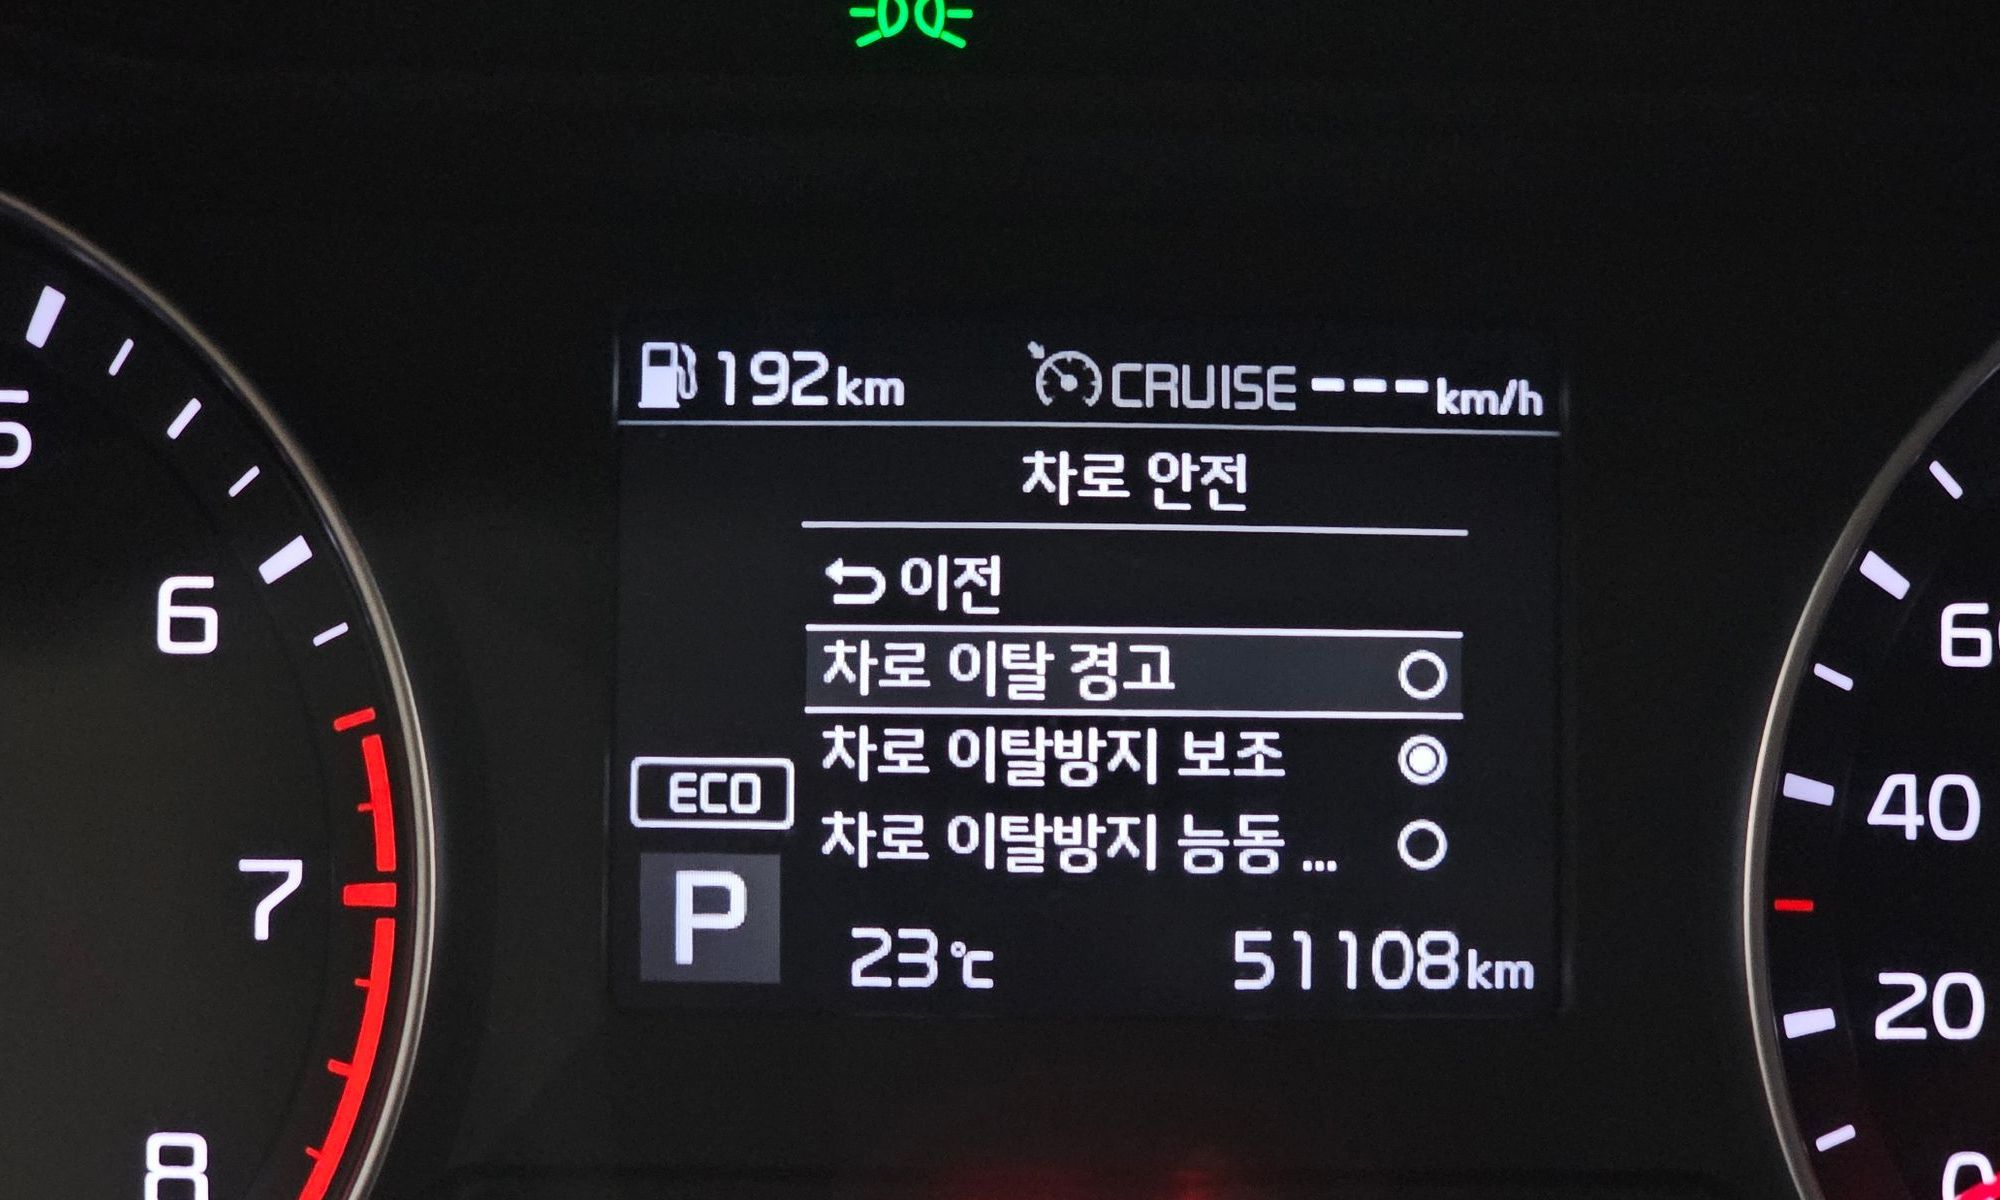 192km CRUISE ---km/h
차로 안전
이전
차로 이탈 경고
차로 이탈방지 보조
차로 이탈방지 능동 ...
ECO
P
23℃ 51108km
5
6
7
8
60
40
20
0